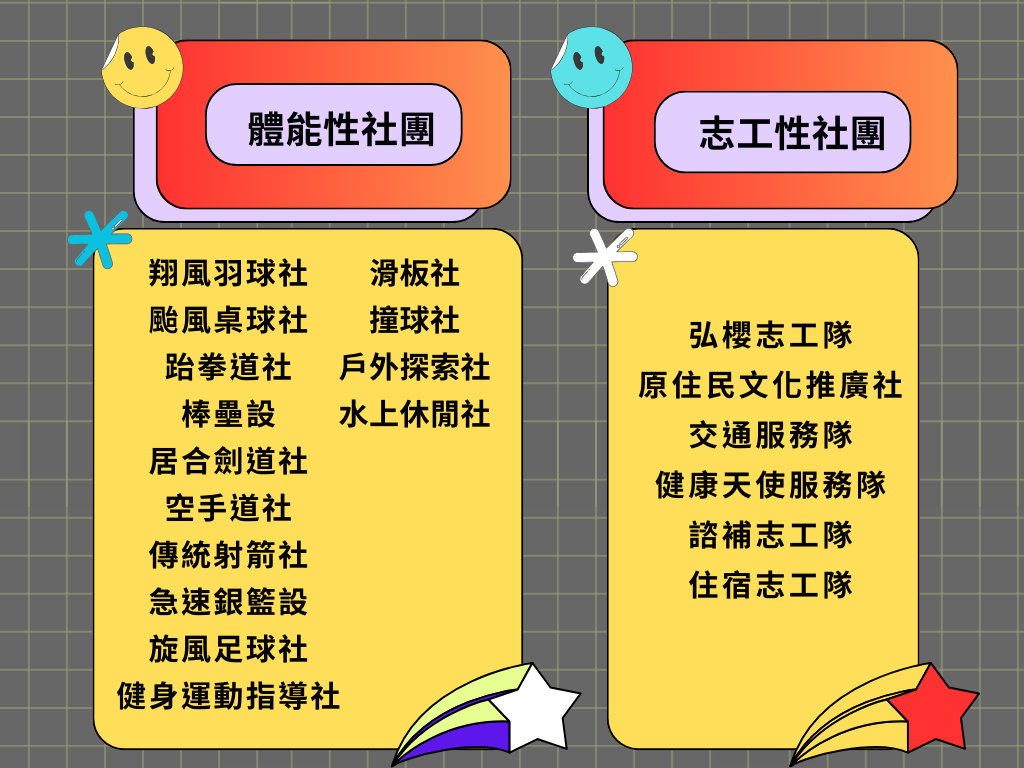 體能性社團
翔風羽球社
颱風桌球社
跆拳道社
棒壘設
居合劍道社
空手道社
傳統射箭社
急速銀籃設
旋風足球社
健身運動指導社
滑板社
撞球社
戶外探索社
水上休閒社
志工性社團
弘櫻志工隊
原住民文化推廣社
交通服務隊
健康天使服務隊
諮補志工隊
住宿志工隊